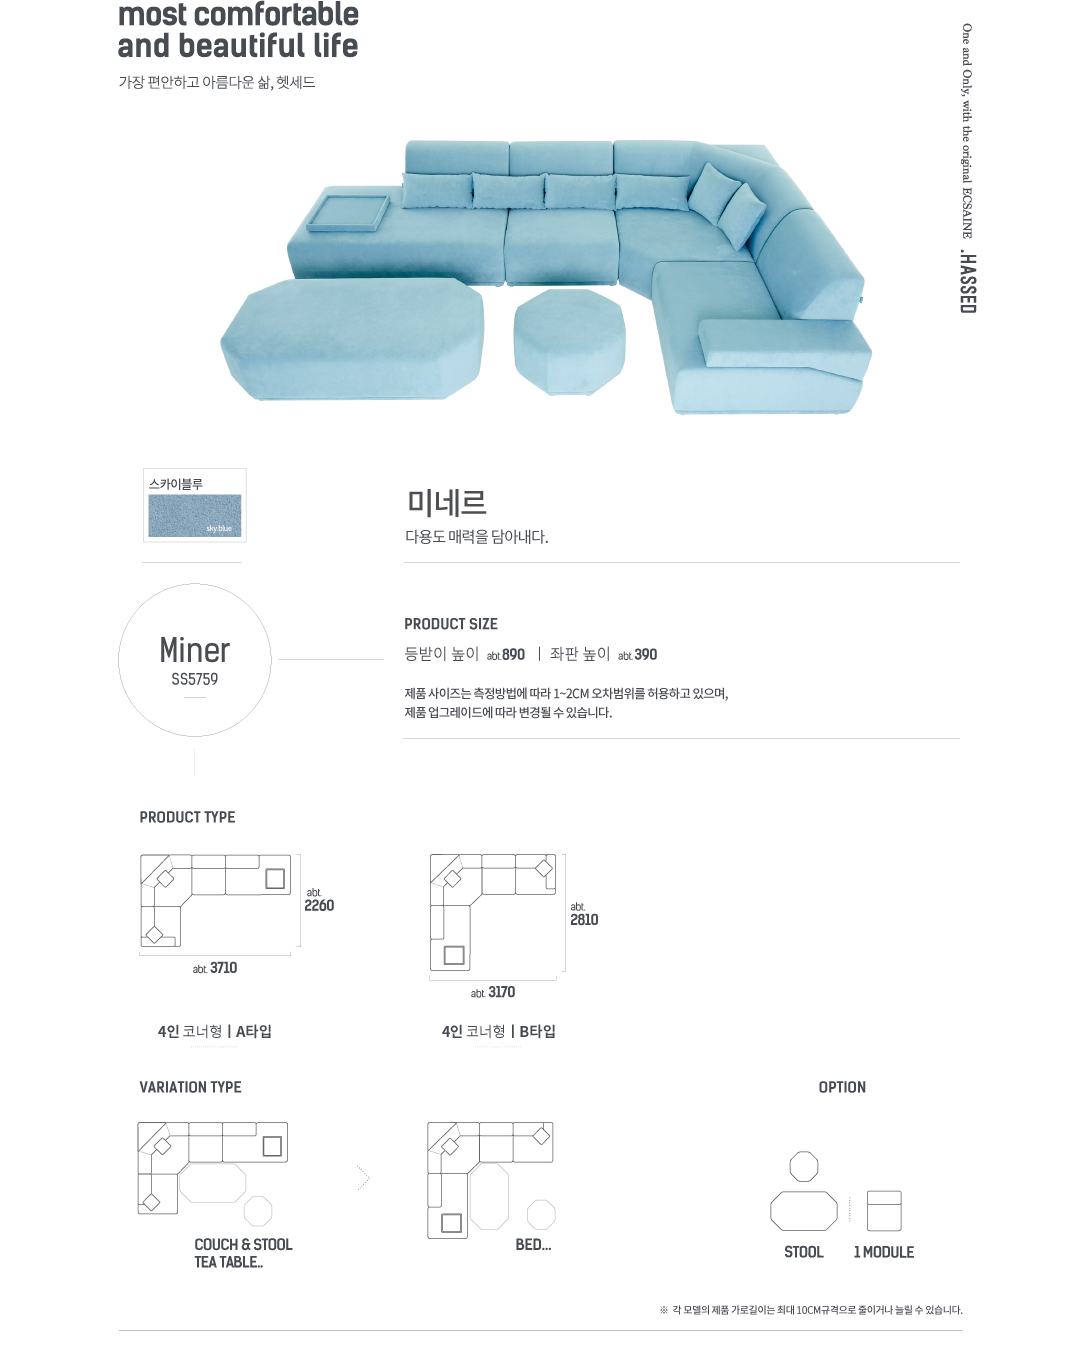 most comfortable
and beautiful life
가장 편안하고 아름다운 삶, 헷세드
One and Only, with the original ECSAINE .HASSED
스카이블루
sky.blue
미네르
다용도 매력을 담아내다.
Miner
SS5759
PRODUCT SIZE
등받이 높이 abt.890 | 좌판 높이 abt.390
제품 사이즈는 측정방법에 따라 1~2CM 오차범위를 허용하고 있으며,
제품 업그레이드에 따라 변경될 수 있습니다.
PRODUCT TYPE
abt.
2260
abt. 3710
4인 코너형 | A타입
abt.
2810
abt. 3170
4인 코너형 | B타입
VARIATION TYPE
COUCH & STOOL
TEA TABLE..
BED...
OPTION
STOOL
1 MODULE
※ 각 모델의 제품 가로길이는 최대 10CM규격으로 줄이거나 늘릴 수 있습니다.